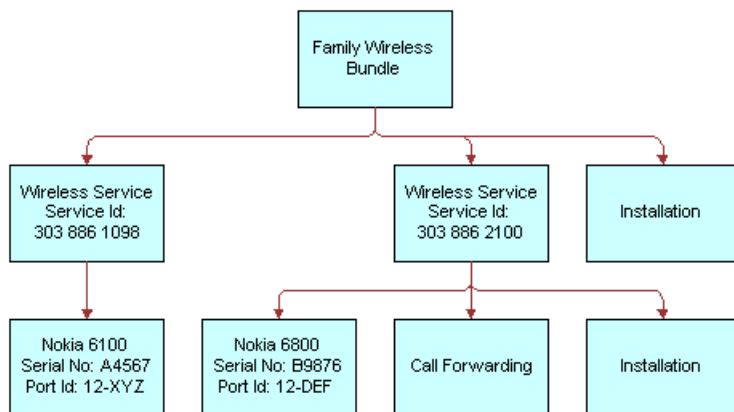 Family Wireless
Bundle
Wireless Service
Service Id:
303 886 1098
Wireless Service
Service Id:
303 886 2100
Installation
Nokia 6100
Serial No: A4567
Port Id: 12-XYZ
Nokia 6800
Serial No: B9876
Port Id: 12-DEF
Call Forwarding
Installation